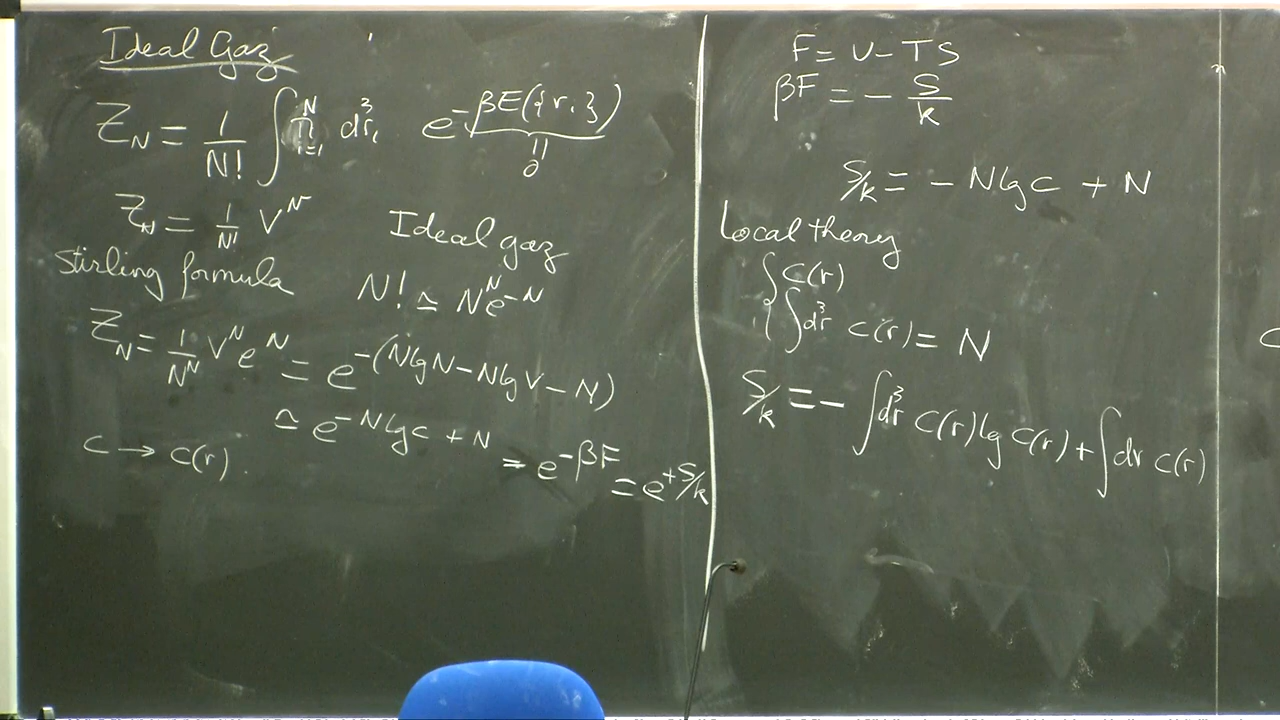 Ideal Gaz
Z_N = 1/N! ∫ ∏_{i=1}^N d³r_i e^{-βE({r_i})}
|| 0
Z_N = 1/N! V^N
Ideal gaz
Stirling formula
N! ≃ N^N e^{-N}
Z_N = 1/N^N V^N e^N = e^{-(N lg N - N lg V - N)}
≃ e^{-N lg c + N}
= e^{-βF} = e^{+S/k}
c → c(r).
F = U - TS
βF = - S/k
S/k = - N lg c + N
Local theory
{ c(r)
∫ d³r c(r) = N
S/k = - ∫ d³r c(r) lg c(r) + ∫ dr c(r)
c